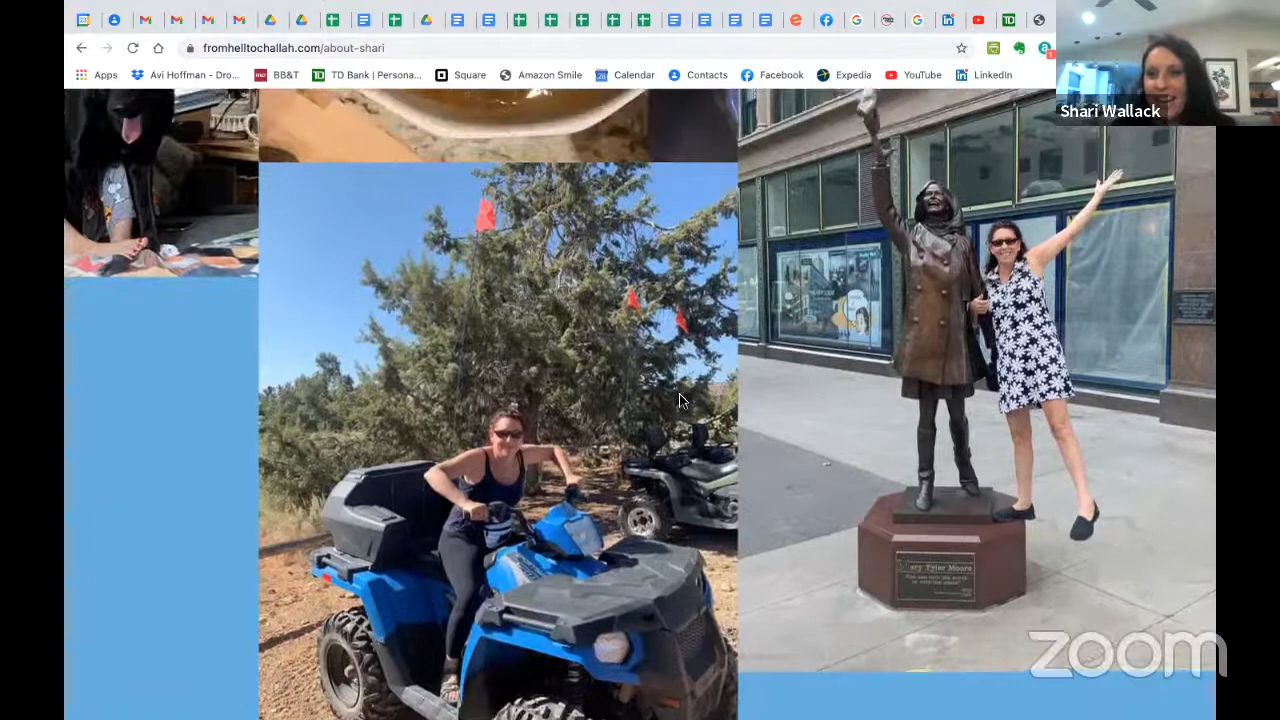 fromhelltochallah.com/about-shari
Apps
Avi Hoffman - Dro...
BB&T
TD Bank | Persona...
Square
Amazon Smile
Calendar
Contacts
Facebook
Expedia
YouTube
LinkedIn
Shari Wallack
Mary Tyler Moore
zoom